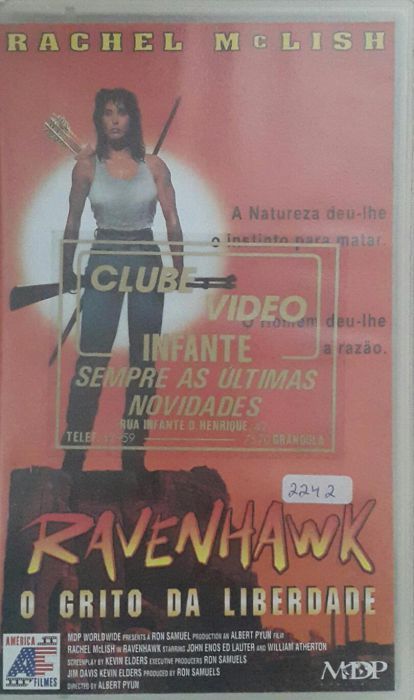 RACHEL McLISH
A Natureza deu-lhe
o instinto para matar.
O Homem deu-lhe
a razão.
CLUBE
VIDEO
INFANTE
SEMPRE AS ÚLTIMAS
NOVIDADES
RUA INFANTE D. HENRIQUE, 
TELEF. 
7570 GRÂNDOLA
2242
RAVENHAWK
O GRITO DA LIBERDADE
AMÉRICA
FILMES
MDP WORLDWIDE PRESENTS A RON SAMUEL PRODUCTION AN ALBERT PYUN FILM
RACHEL McLISH IN RAVENHAWK STARRING JOHN ENOS ED LAUTER AND WILLIAM ATHERTON
SCREENPLAY BY KEVIN ELDERS EXECUTIVE PRODUCERS RON SAMUELS
JIM DAVIS KEVIN ELDERS PRODUCED BY RON SAMUELS
DIRECTED BY ALBERT PYUN
MDP